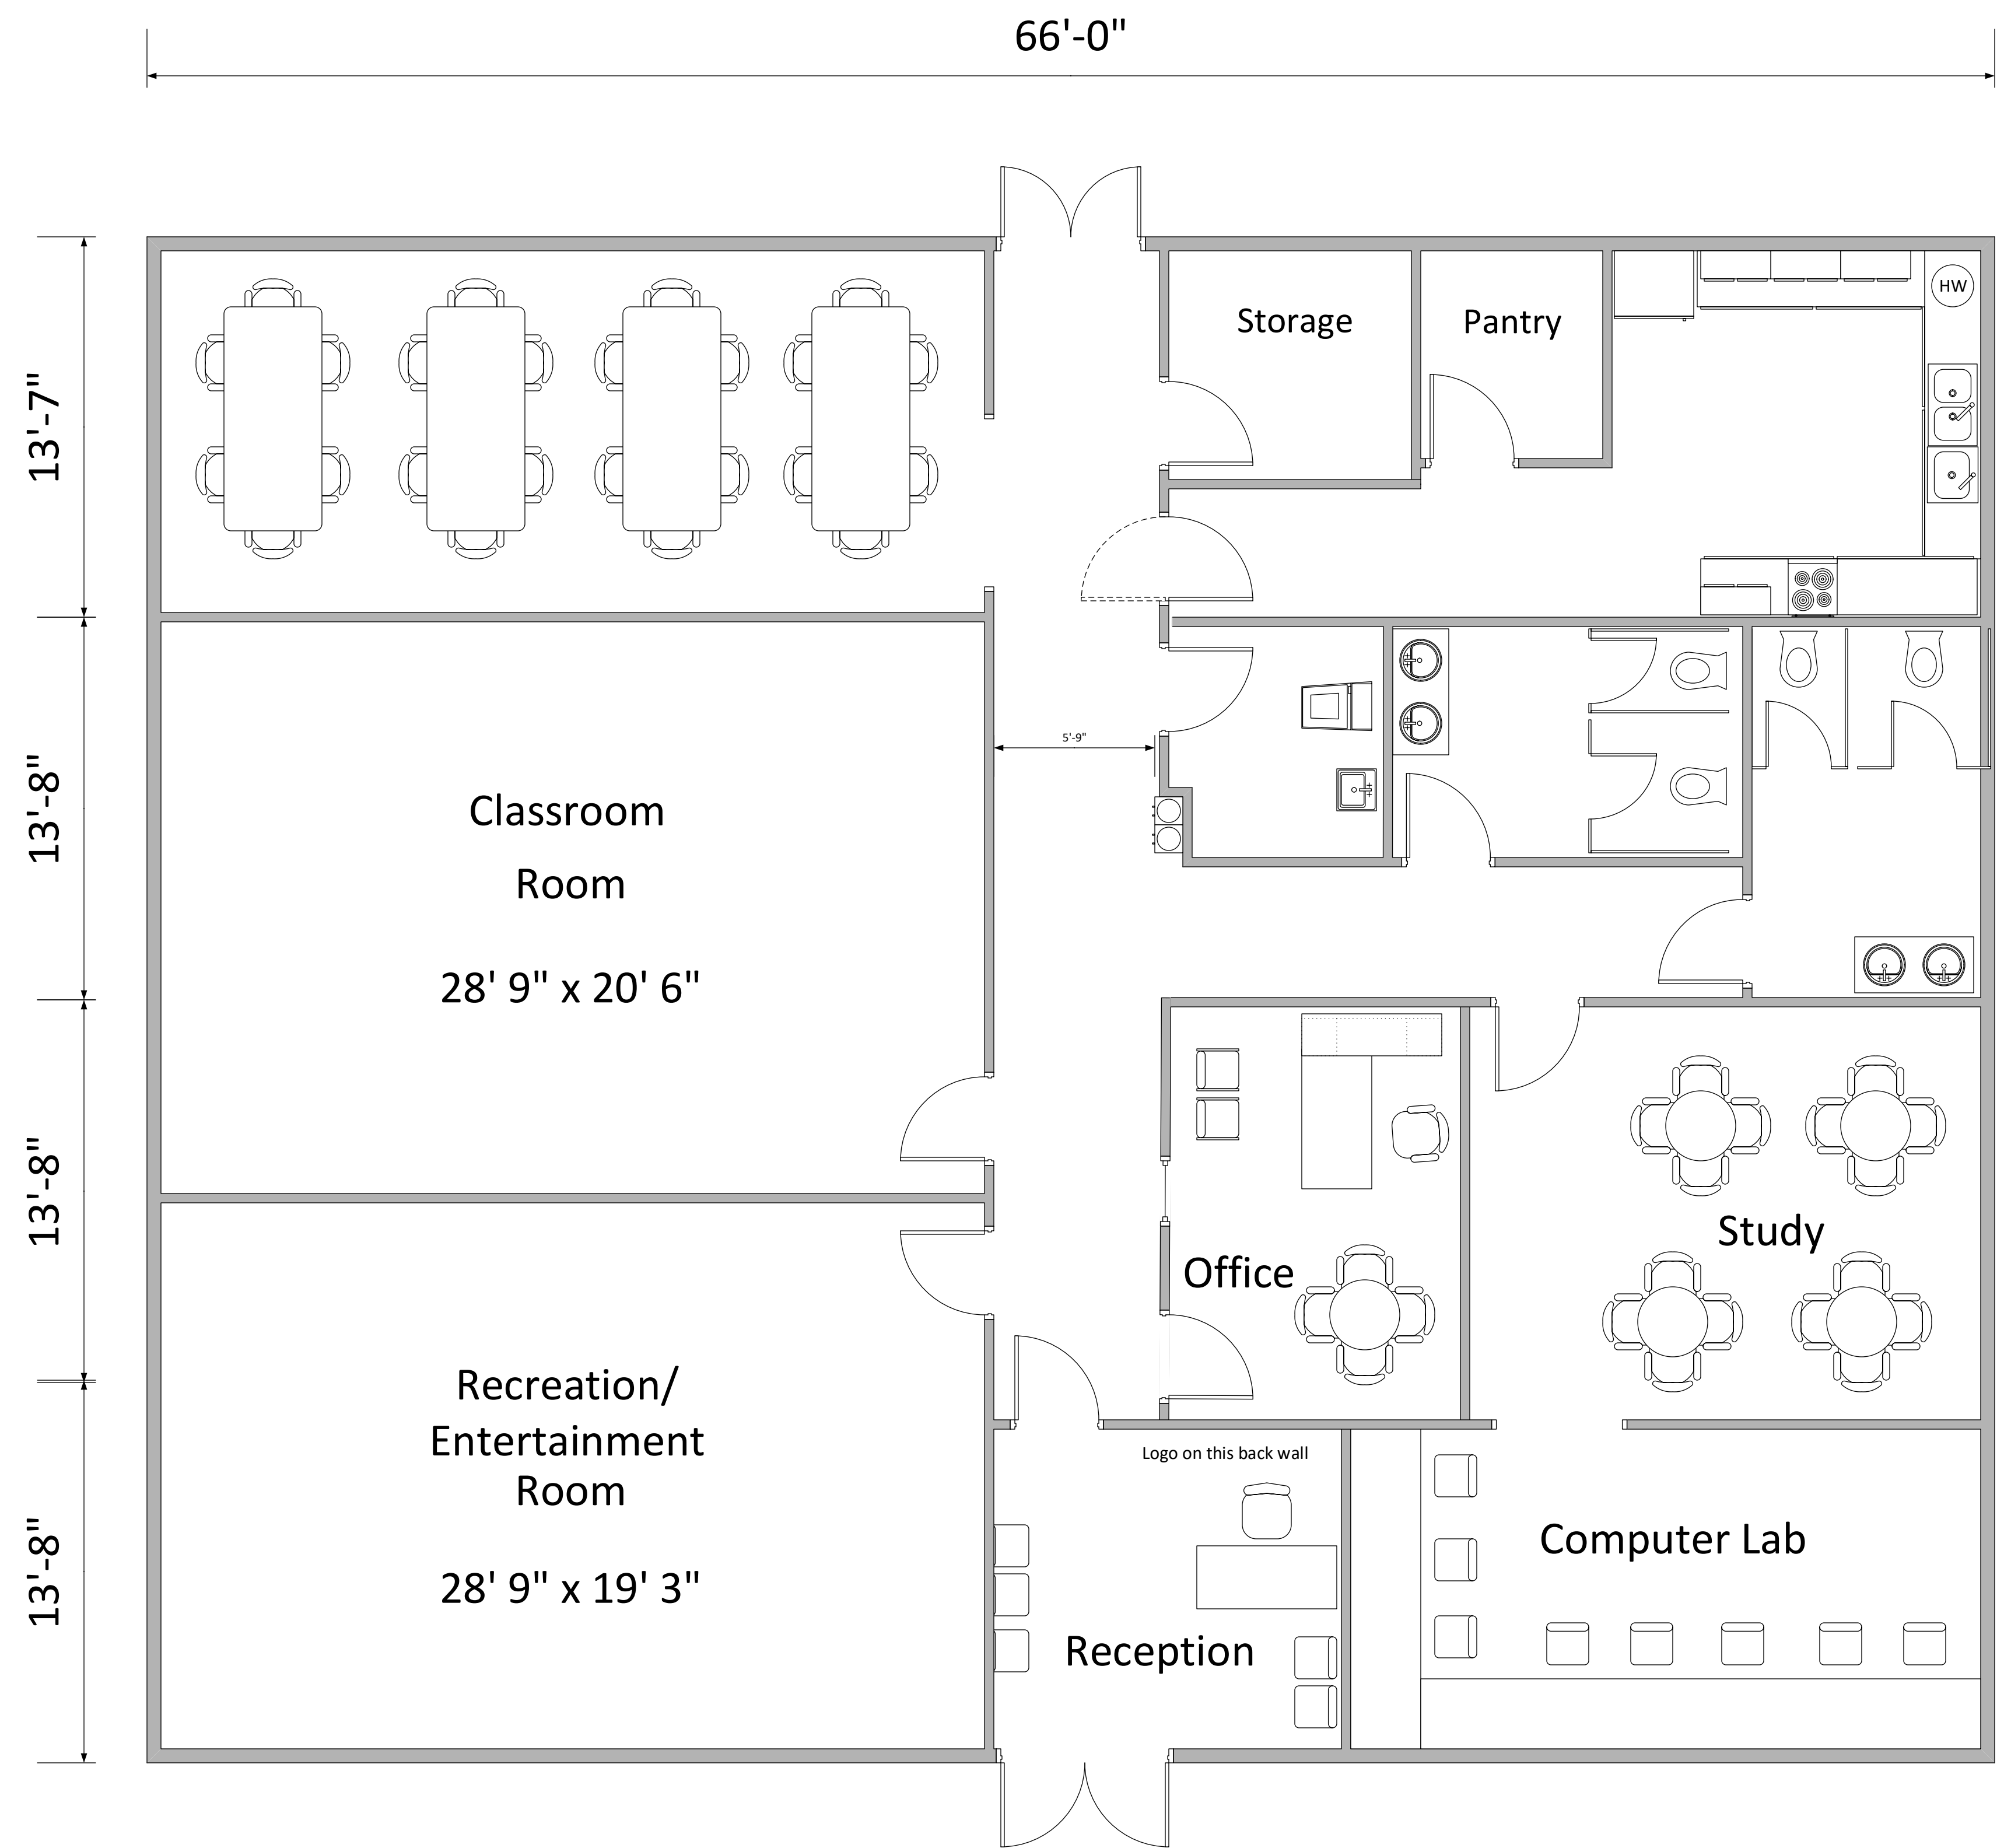 66'-0"
13'-7"
Storage
Pantry
HW
13'-8"
5'-9"
Classroom
Room
28' 9" x 20' 6"
13'-8"
Study
Office
13'-8"
Recreation/
Entertainment
Room
28' 9" x 19' 3"
Logo on this back wall
Computer Lab
Reception